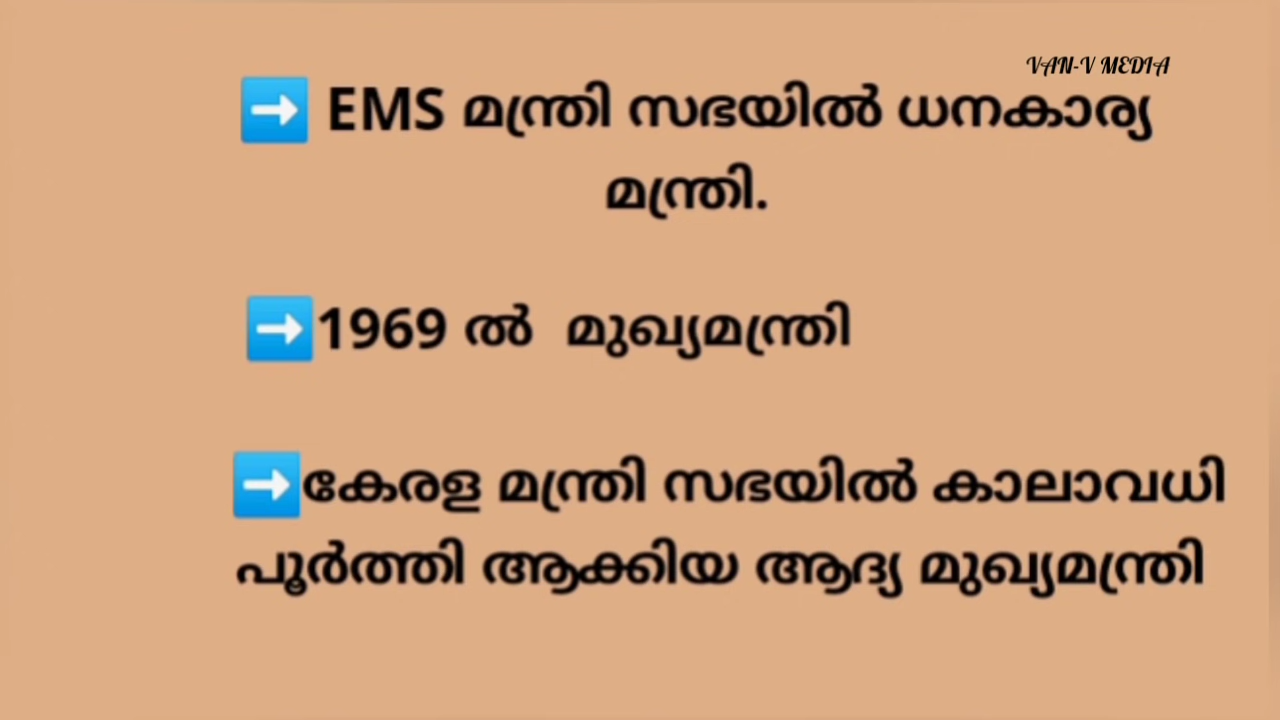 VAN-V MEDIA
➡️ EMS മന്ത്രി സഭയിൽ ധനകാര്യ
മന്ത്രി.
➡️1969 ൽ മുഖ്യമന്ത്രി
➡️കേരള മന്ത്രി സഭയിൽ കാലാവധി
പൂർത്തി ആക്കിയ ആദ്യ മുഖ്യമന്ത്രി